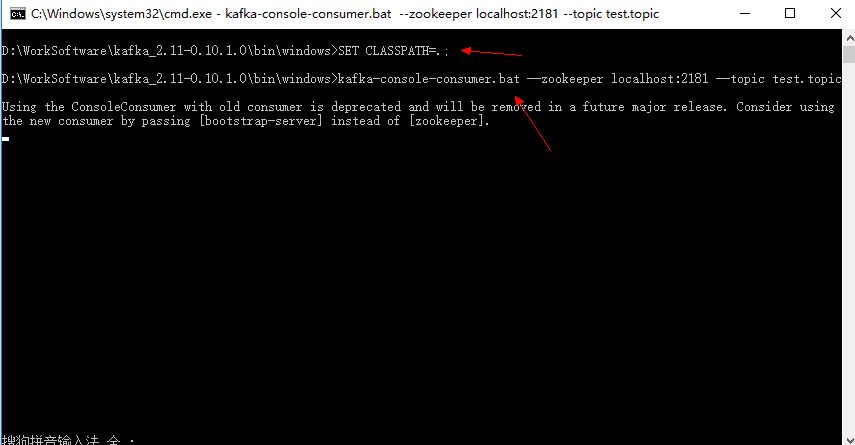 C:\Windows\system32\cmd.exe - kafka-console-consumer.bat  --zookeeper localhost:2181 --topic test.topic
D:\WorkSoftware\kafka_2.11-0.10.1.0\bin\windows>SET CLASSPATH=.;
D:\WorkSoftware\kafka_2.11-0.10.1.0\bin\windows>kafka-console-consumer.bat --zookeeper localhost:2181 --topic test.topic
Using the ConsoleConsumer with old consumer is deprecated and will be removed in a future major release. Consider using
the new consumer by passing [bootstrap-server] instead of [zookeeper].
搜狗拼音输入法 全 :